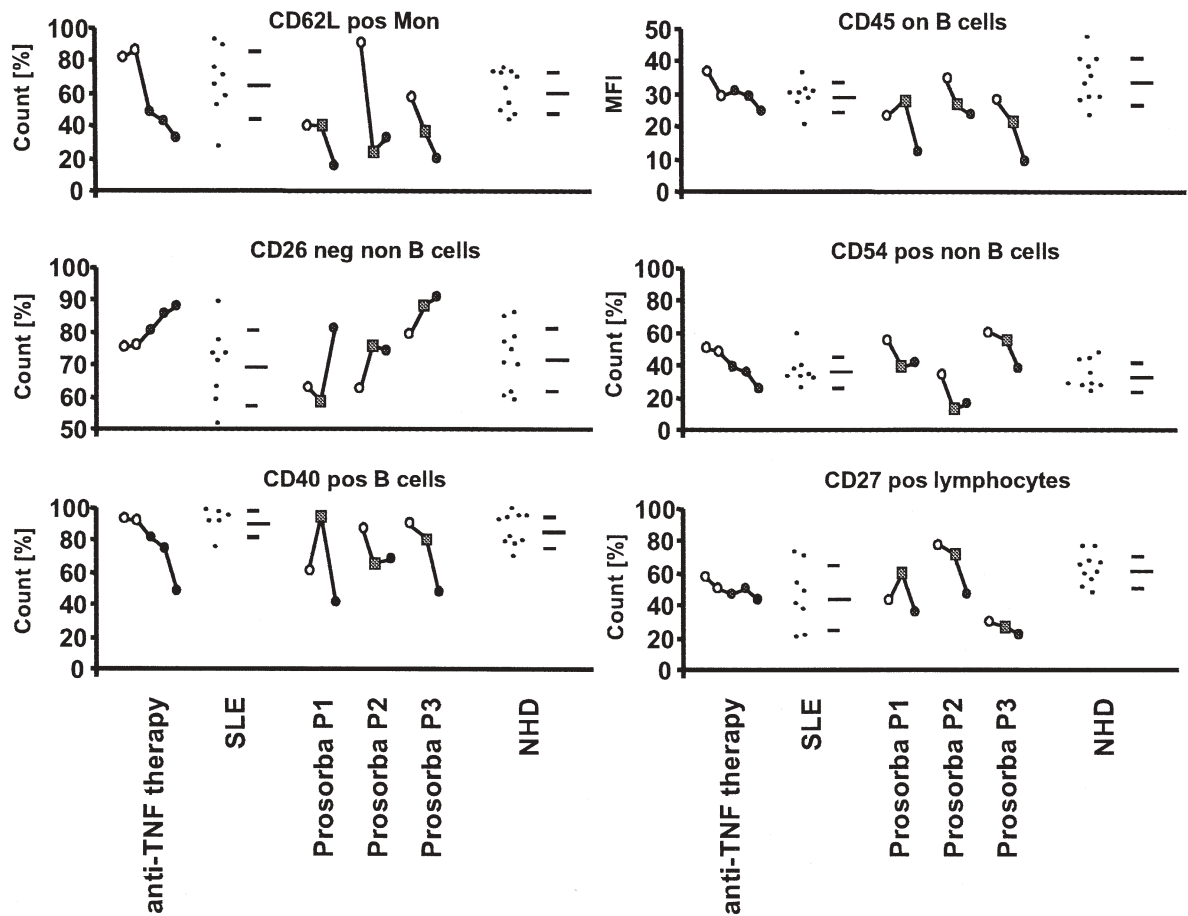 CD62L pos Mon
Count [%]
100
80
60
40
20
0
CD45 on B cells
MFI
50
40
30
20
10
0
CD26 neg non B cells
Count [%]
100
90
80
70
60
50
CD54 pos non B cells
Count [%]
100
80
60
40
20
0
CD40 pos B cells
Count [%]
100
80
60
40
20
0
CD27 pos lymphocytes
Count [%]
100
80
60
40
20
0
anti-TNF therapy
SLE
Prosorba P1
Prosorba P2
Prosorba P3
NHD
anti-TNF therapy
SLE
Prosorba P1
Prosorba P2
Prosorba P3
NHD